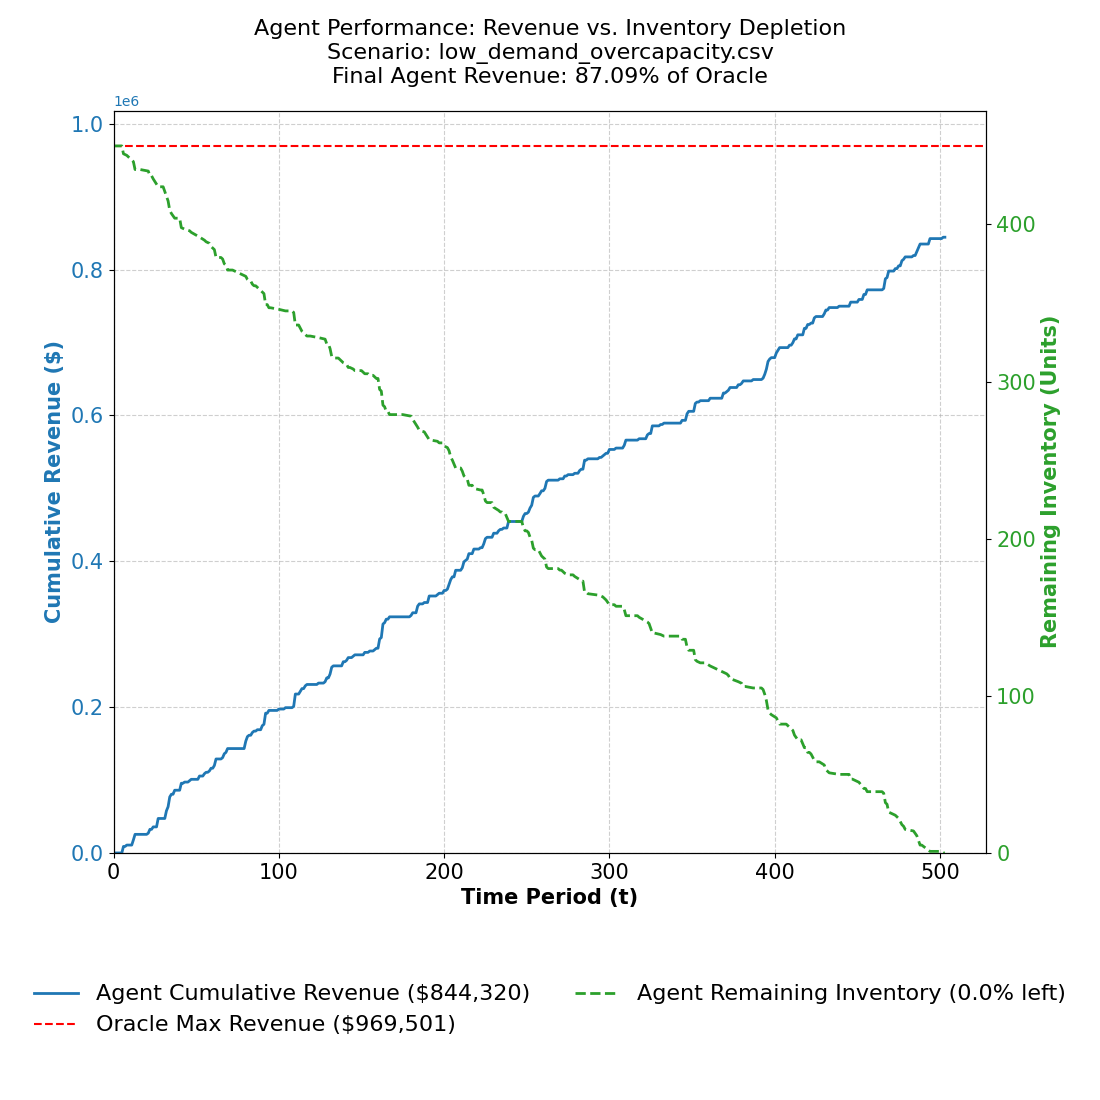 Agent Performance: Revenue vs. Inventory Depletion
Scenario: low_demand_overcapacity.csv
Final Agent Revenue: 87.09% of Oracle
1e6
1.0
0.8
0.6
0.4
0.2
0.0
Cumulative Revenue ($)
400
300
200
100
0
Remaining Inventory (Units)
0 100 200 300 400 500
Time Period (t)
Agent Cumulative Revenue ($844,320)
Oracle Max Revenue ($969,501)
Agent Remaining Inventory (0.0% left)